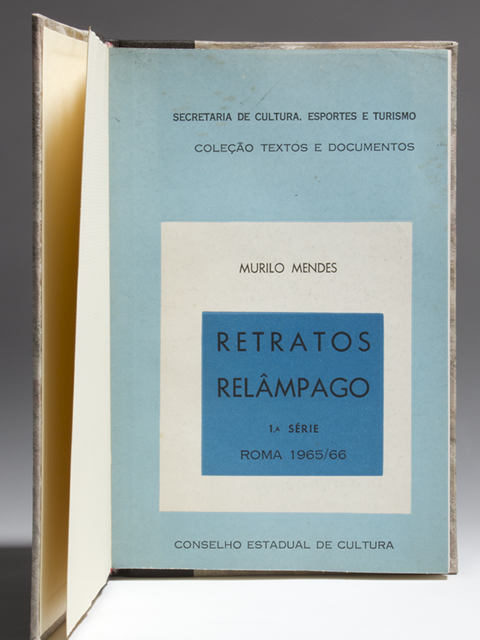 SECRETARIA DE CULTURA, ESPORTES E TURISMO
COLEÇÃO TEXTOS E DOCUMENTOS
MURILO MENDES
RETRATOS
RELÂMPAGO
1.A SÉRIE
ROMA 1965/66
CONSELHO ESTADUAL DE CULTURA